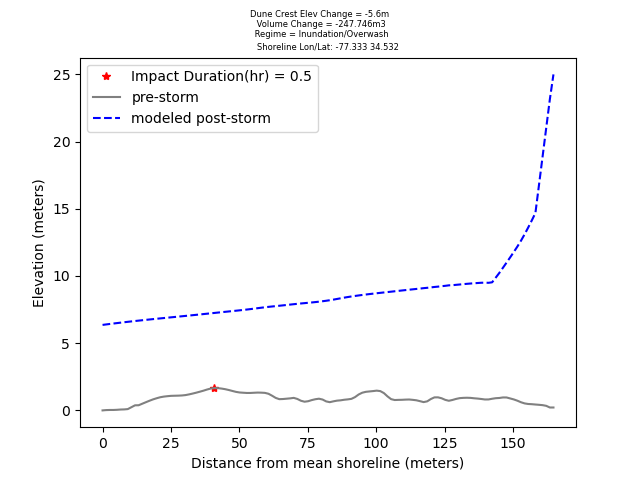 Dune Crest Elev Change = -5.6m
Volume Change = -247.746m3
Regime = Inundation/Overwash
Shoreline Lon/Lat: -77.333 34.532
Impact Duration(hr) = 0.5
pre-storm
modeled post-storm
25
20
15
10
5
0
Elevation (meters)
0 25 50 75 100 125 150
Distance from mean shoreline (meters)